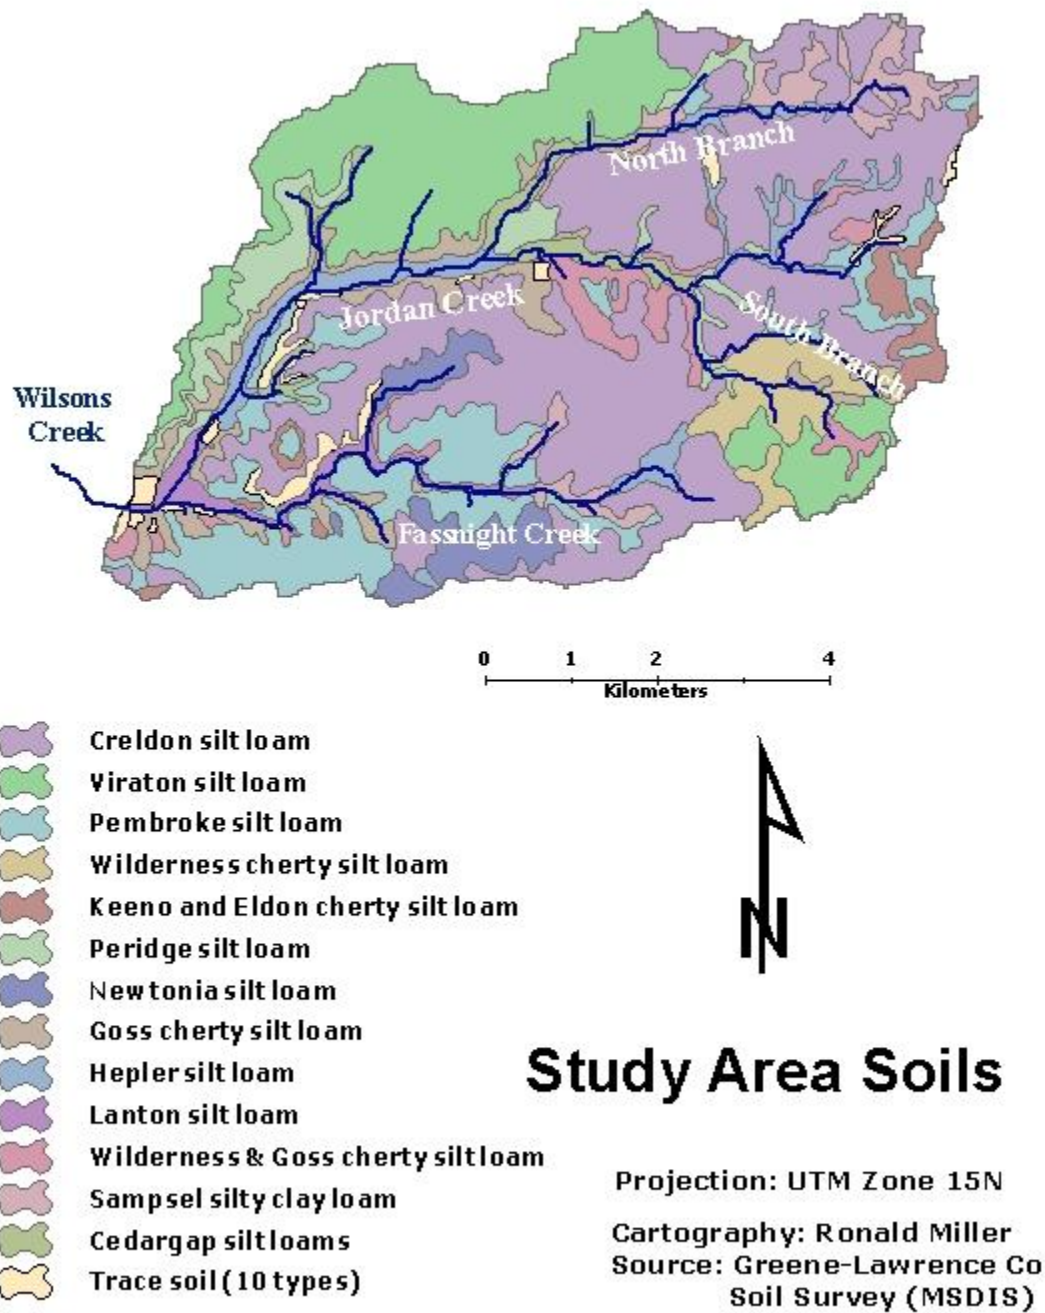 North Branch
Jordan Creek
South Branch
Wilsons
Creek
Fassnight Creek
0 1 2 4
Kilometers
Creldon silt loam
Viraton silt loam
Pembroke silt loam
Wilderness cherty silt loam
Keeno and Eldon cherty silt loam
Peridge silt loam
Newtonia silt loam
Goss cherty silt loam
Hepler silt loam
Lanton silt loam
Wilderness & Goss cherty silt loam
Sampsel silty clay loam
Cedargap silt loams
Trace soil (10 types)
N
Study Area Soils
Projection: UTM Zone 15N
Cartography: Ronald Miller
Source: Greene-Lawrence Co
Soil Survey (MSDIS)